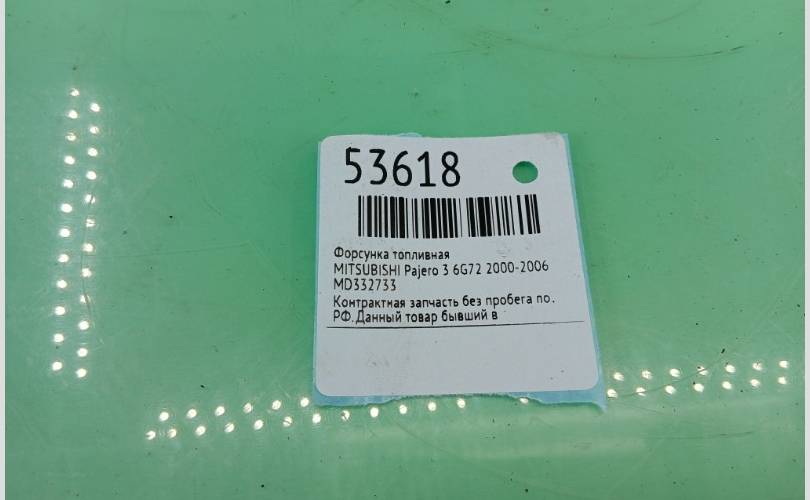 53618
Форсунка топливная
MITSUBISHI Pajero 3 6G72 2000-2006
MD332733
Контрактная запчасть без пробега по.
РФ.Данный товар бывший в